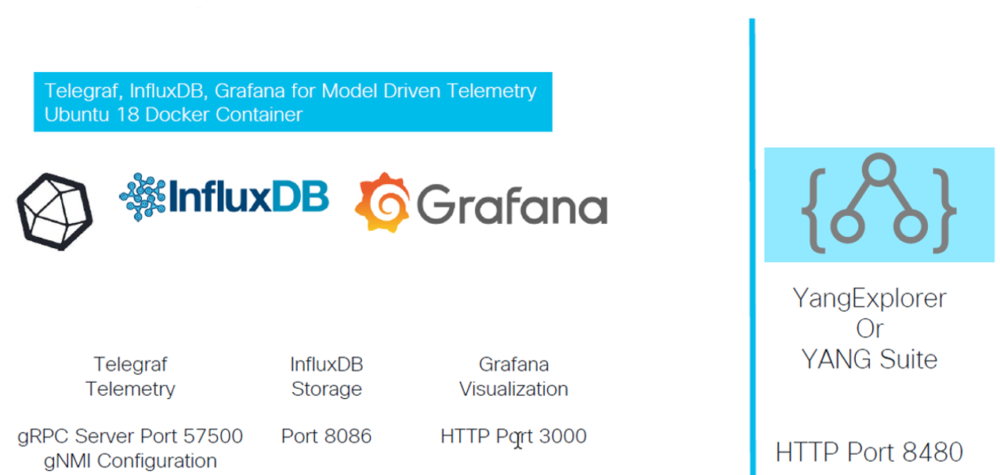 Telegraf, InfluxDB, Grafana for Model Driven Telemetry
Ubuntu 18 Docker Container
InfluxDB
Grafana
Telegraf
Telemetry
gRPC Server Port 57500
gNMI Configuration
InfluxDB
Storage
Port 8086
Grafana
Visualization
HTTP Port 3000
YangExplorer
Or
YANG Suite
HTTP Port 8480